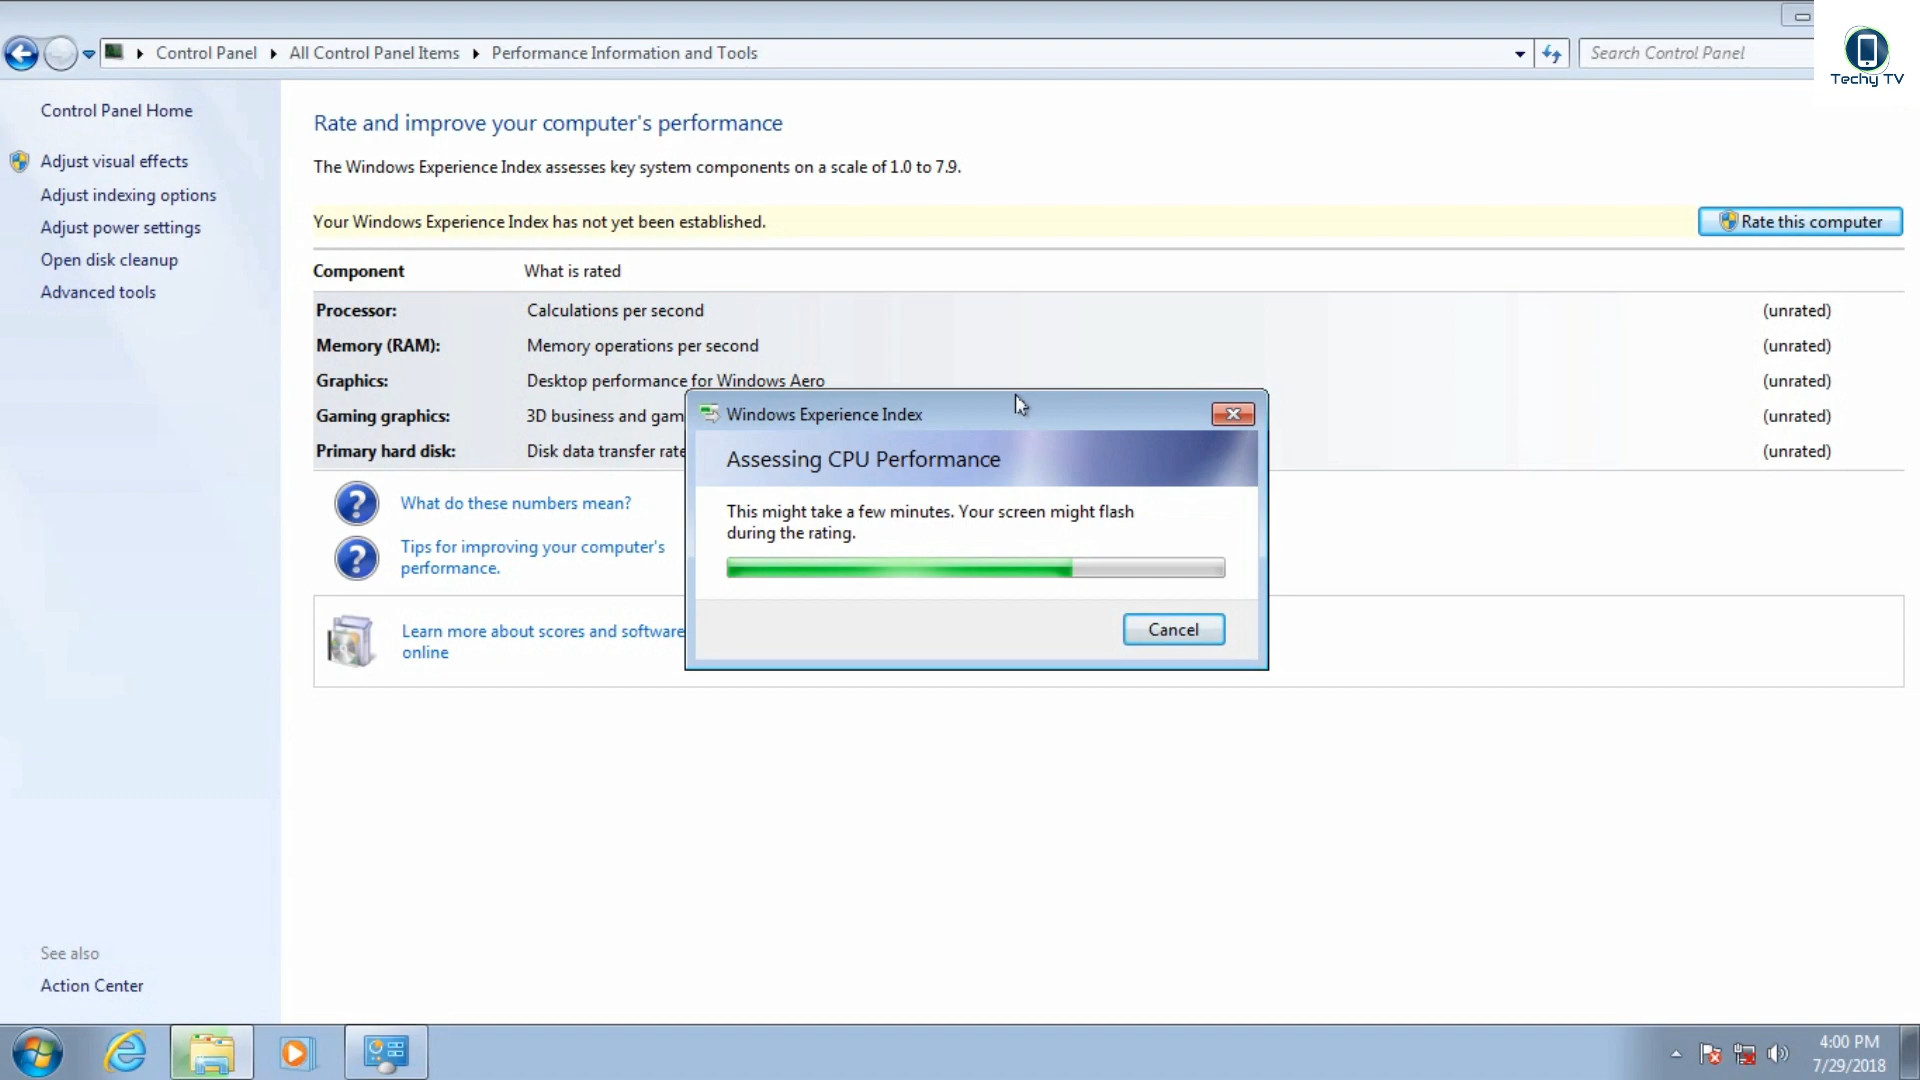 Control Panel
All Control Panel Items
Performance Information and Tools
Search Control Panel
Techy TV
Control Panel Home
Adjust visual effects
Adjust indexing options
Adjust power settings
Open disk cleanup
Advanced tools
See also
Action Center
Rate and improve your computer's performance
The Windows Experience Index assesses key system components on a scale of 1.0 to 7.9.
Your Windows Experience Index has not yet been established.
Rate this computer
Component What is rated
Processor: Calculations per second (unrated)
Memory (RAM): Memory operations per second (unrated)
Graphics: Desktop performance for Windows Aero (unrated)
Gaming graphics: 3D business and gam (unrated)
Primary hard disk: Disk data transfer rate (unrated)
What do these numbers mean?
Tips for improving your computer's
performance.
Learn more about scores and software
online
Windows Experience Index
Assessing CPU Performance
This might take a few minutes. Your screen might flash
during the rating.
Cancel
4:00 PM
7/29/2018